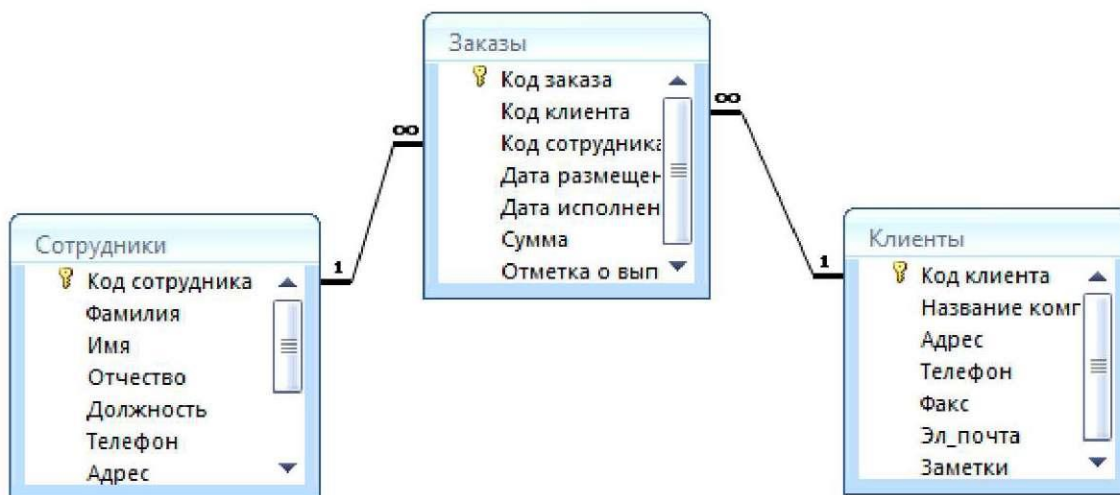 Заказы
Код заказа
Код клиента
Код сотрудника
Дата размещен
Дата исполнен
Сумма
Отметка о вып
∞
∞
Сотрудники
1
Код сотрудника
Фамилия
Имя
Отчество
Должность
Телефон
Адрес
Клиенты
1
Код клиента
Название комп
Адрес
Телефон
Факс
Эл_почта
Заметки